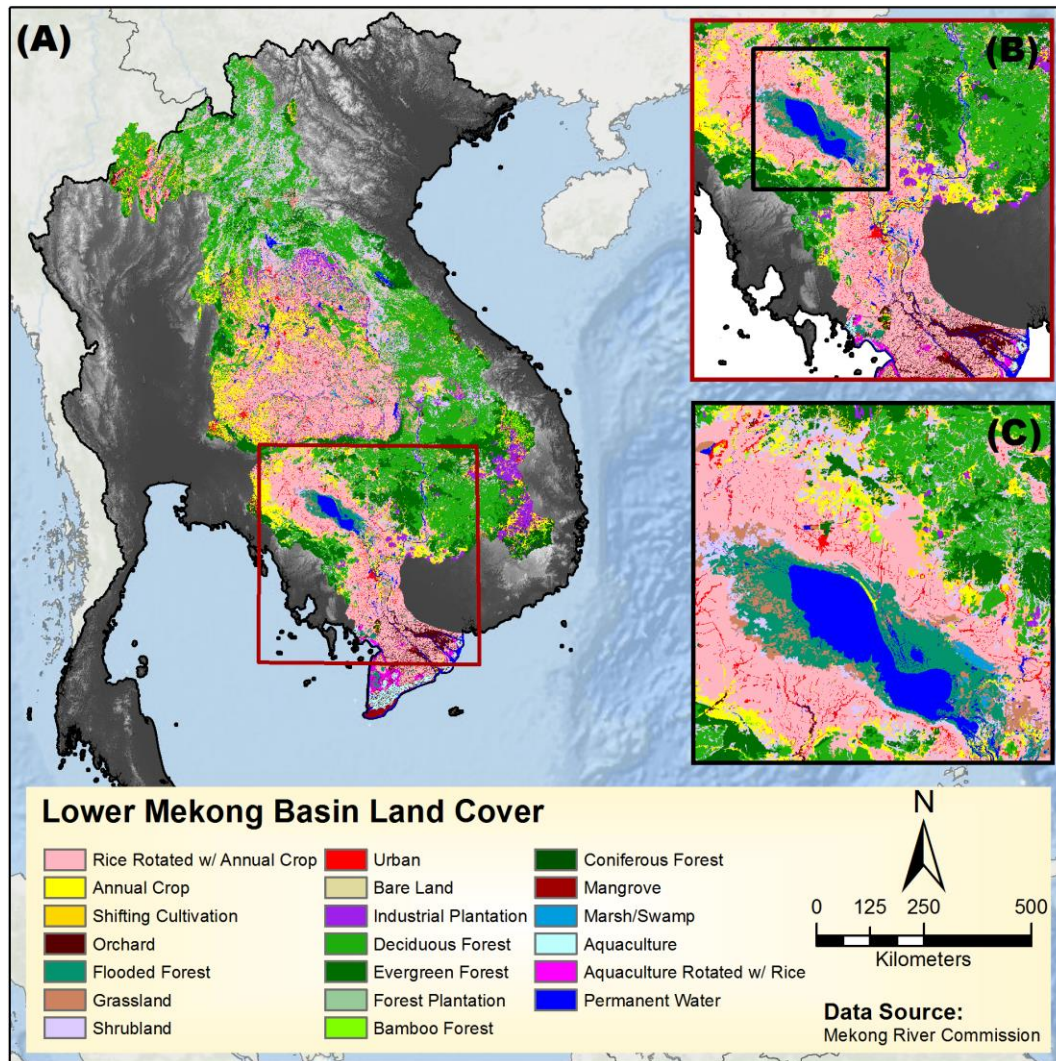 (A)
(B)
(C)
Lower Mekong Basin Land Cover
Rice Rotated w/ Annual Crop
Annual Crop
Shifting Cultivation
Orchard
Flooded Forest
Grassland
Shrubland
Urban
Bare Land
Industrial Plantation
Deciduous Forest
Evergreen Forest
Forest Plantation
Bamboo Forest
Coniferous Forest
Mangrove
Marsh/Swamp
Aquaculture
Aquaculture Rotated w/ Rice
Permanent Water
N
0 125 250 500
Kilometers
Data Source:
Mekong River Commission